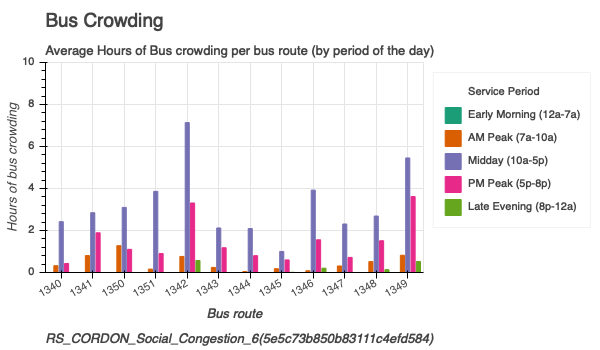 Bus Crowding
Average Hours of Bus crowding per bus route (by period of the day)
10
8
6
4
2
0
Hours of bus crowding
1340 1341 1350 1351 1342 1343 1344 1345 1346 1347 1348 1349
Bus route
Service Period
Early Morning (12a-7a)
AM Peak (7a-10a)
Midday (10a-5p)
PM Peak (5p-8p)
Late Evening (8p-12a)
RS_CORDON_Social_Congestion_6(5e5c73b850b83111c4efd584)